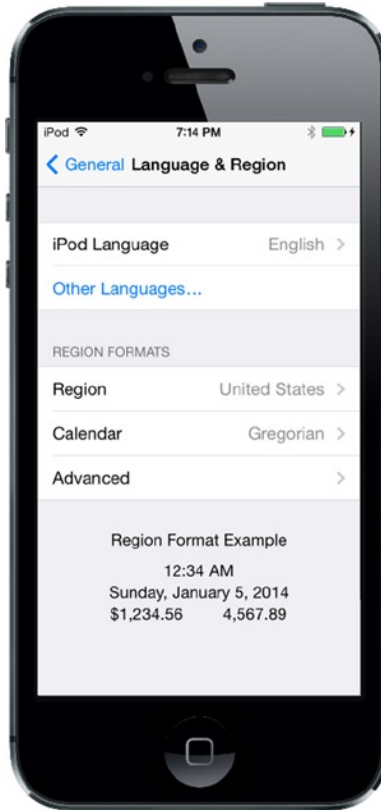 iPod 7:14 PM
General Language & Region
iPod Language English
Other Languages...
REGION FORMATS
Region United States
Calendar Gregorian
Advanced
Region Format Example
12:34 AM
Sunday, January 5, 2014
$1,234.56 4,567.89